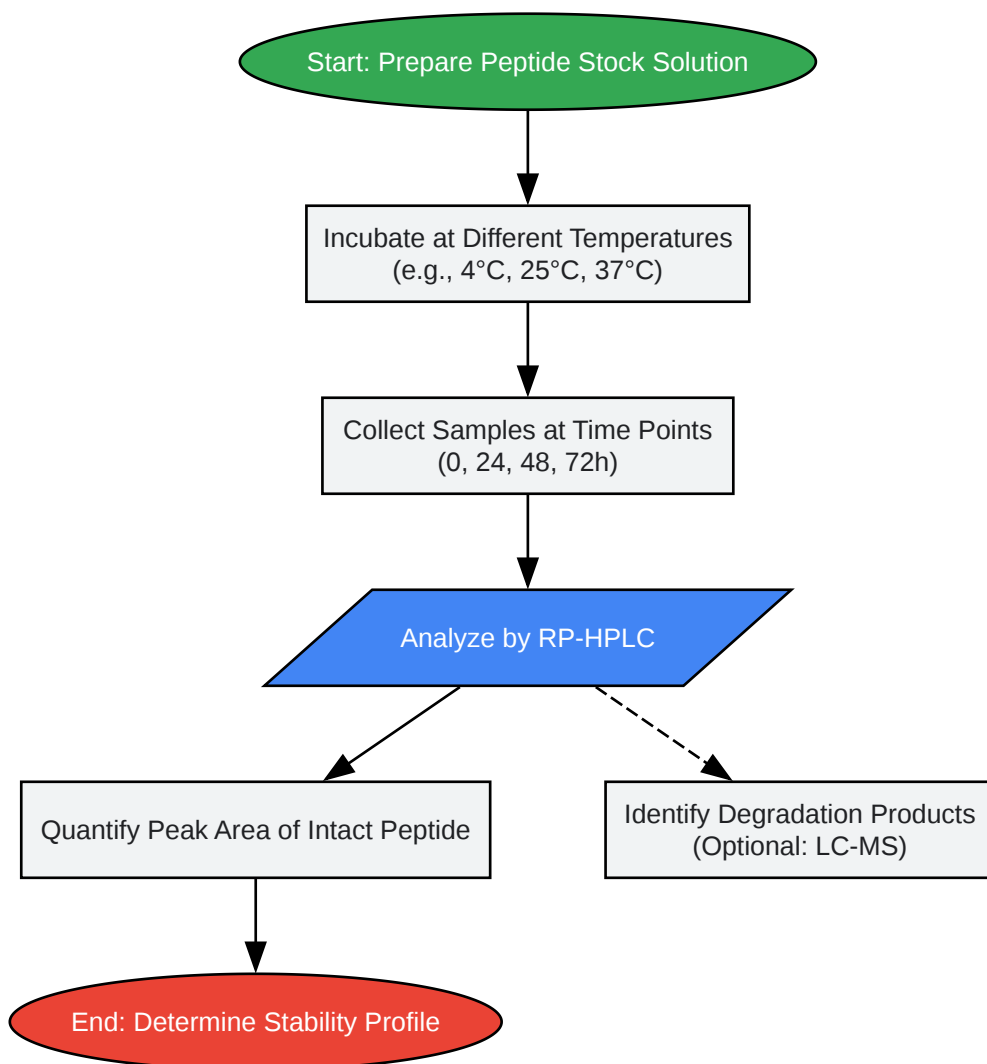 Start: Prepare Peptide Stock Solution
Incubate at Different Temperatures
(e.g., 4°C, 25°C, 37°C)
Collect Samples at Time Points
(0, 24, 48, 72h)
Analyze by RP-HPLC
Quantify Peak Area of Intact Peptide
Identify Degradation Products
(Optional: LC-MS)
End: Determine Stability Profile